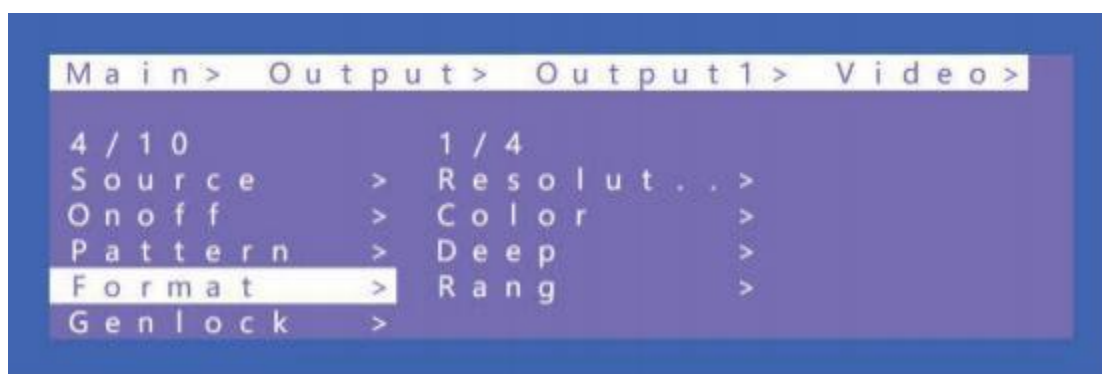 Main> Output> Output1> Video>
4/10 1/4
Source > Resolut..>
Onoff > Color >
Pattern > Deep >
Format > Rang >
Genlock >